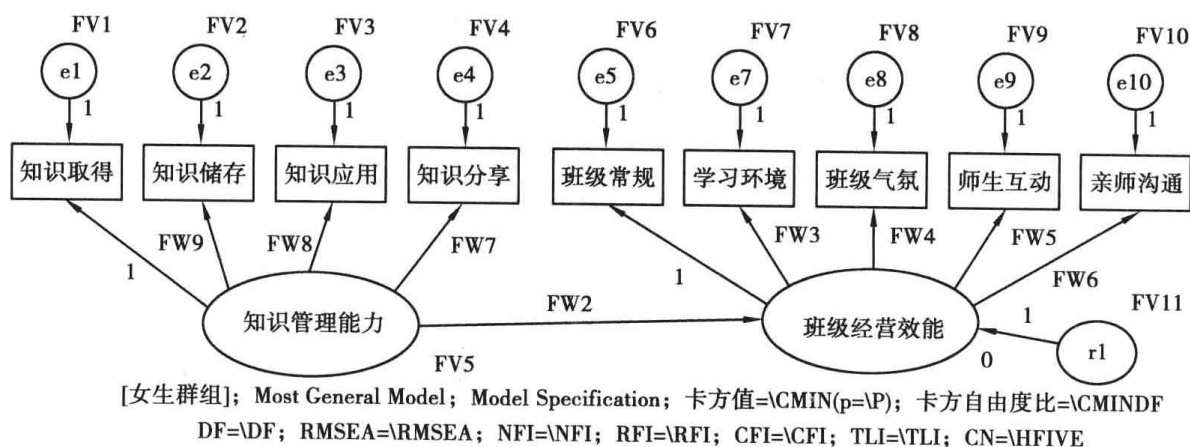 FV1 FV2 FV3 FV4 FV6 FV7 FV8 FV9 FV10
e1 e2 e3 e4 e5 e7 e8 e9 e10
1 1 1 1 1 1 1 1 1
知识取得 知识储存 知识应用 知识分享 班级常规 学习环境 班级气氛 师生互动 亲师沟通
FW9 FW8 FW7 FW3 FW4 FW5
1 1 FW6
知识管理能力 FW2 班级经营效能 1 FV11
FV5 0 r1
[女生群组]；Most General Model；Model Specification；卡方值=\CMIN(p=\P)；卡方自由度比=\CMINDF
DF=\DF；RMSEA=\RMSEA；NFI=\NFI；RFI=\RFI；CFI=\CFI；TLI=\TLI；CN=\HFIVE